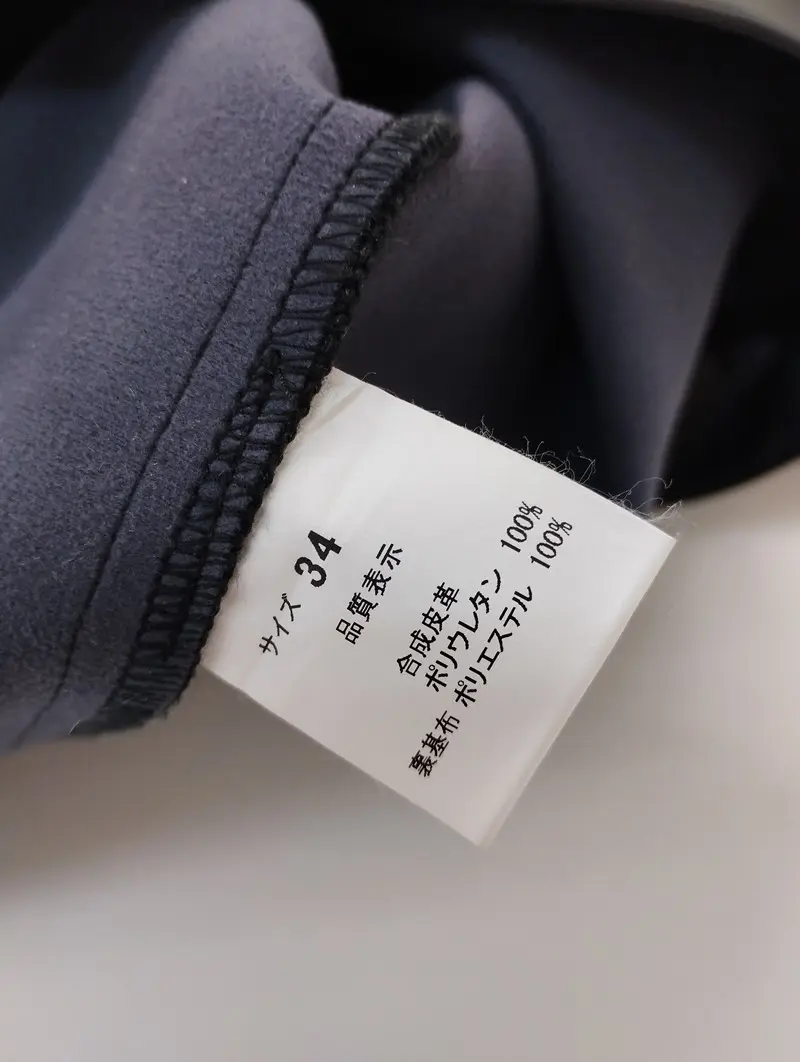 サイズ 34
品質表示
合成皮革
ポリウレタン 100%
裏基布 ポリエステル 100%